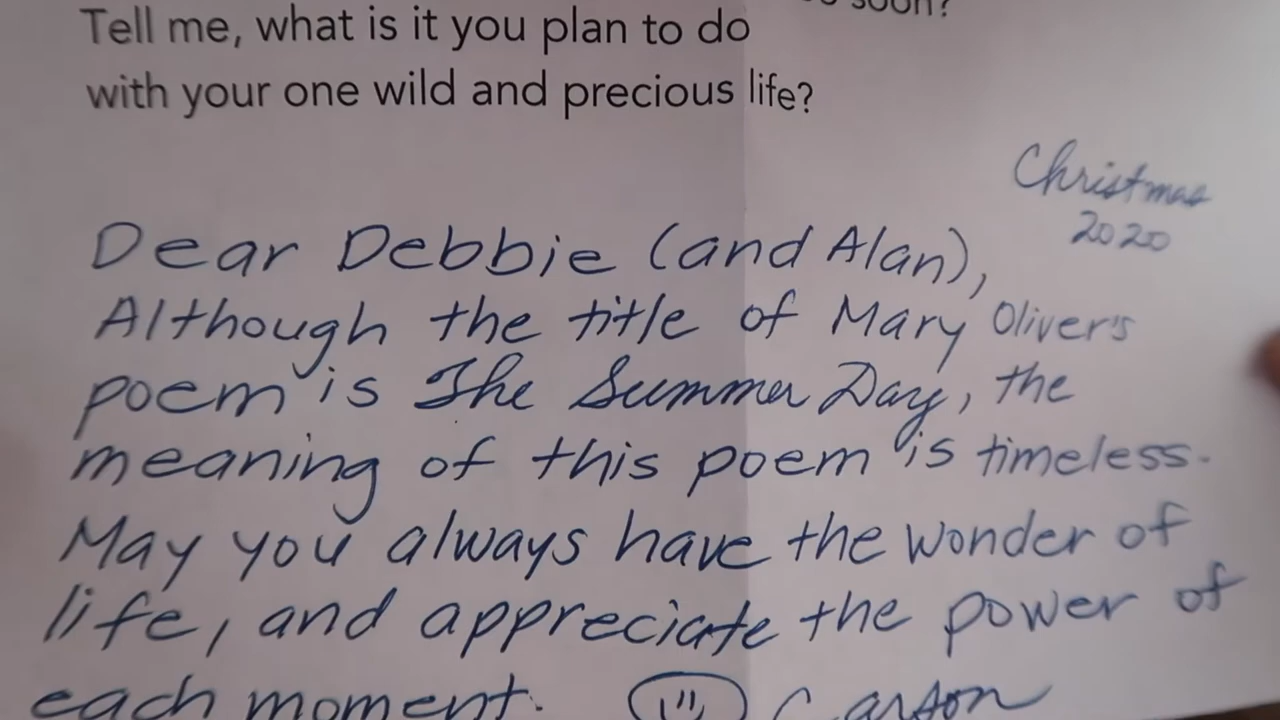 soon?
Tell me, what is it you plan to do
with your one wild and precious life?
Christmas
2020
Dear Debbie (and Alan),
Although the title of Mary Oliver's
poem is The Summer Day, the
meaning of this poem is timeless.
May you always have the wonder of
life, and appreciate the power of
each moment. Carston